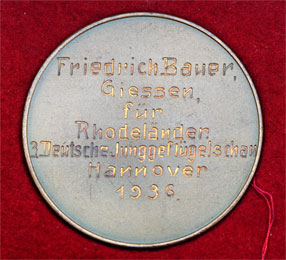 Friedrich Bauer,
Giessen,
für
Rhodeländer
3. Deutsche Junggeflügelschau
Hannover
1936